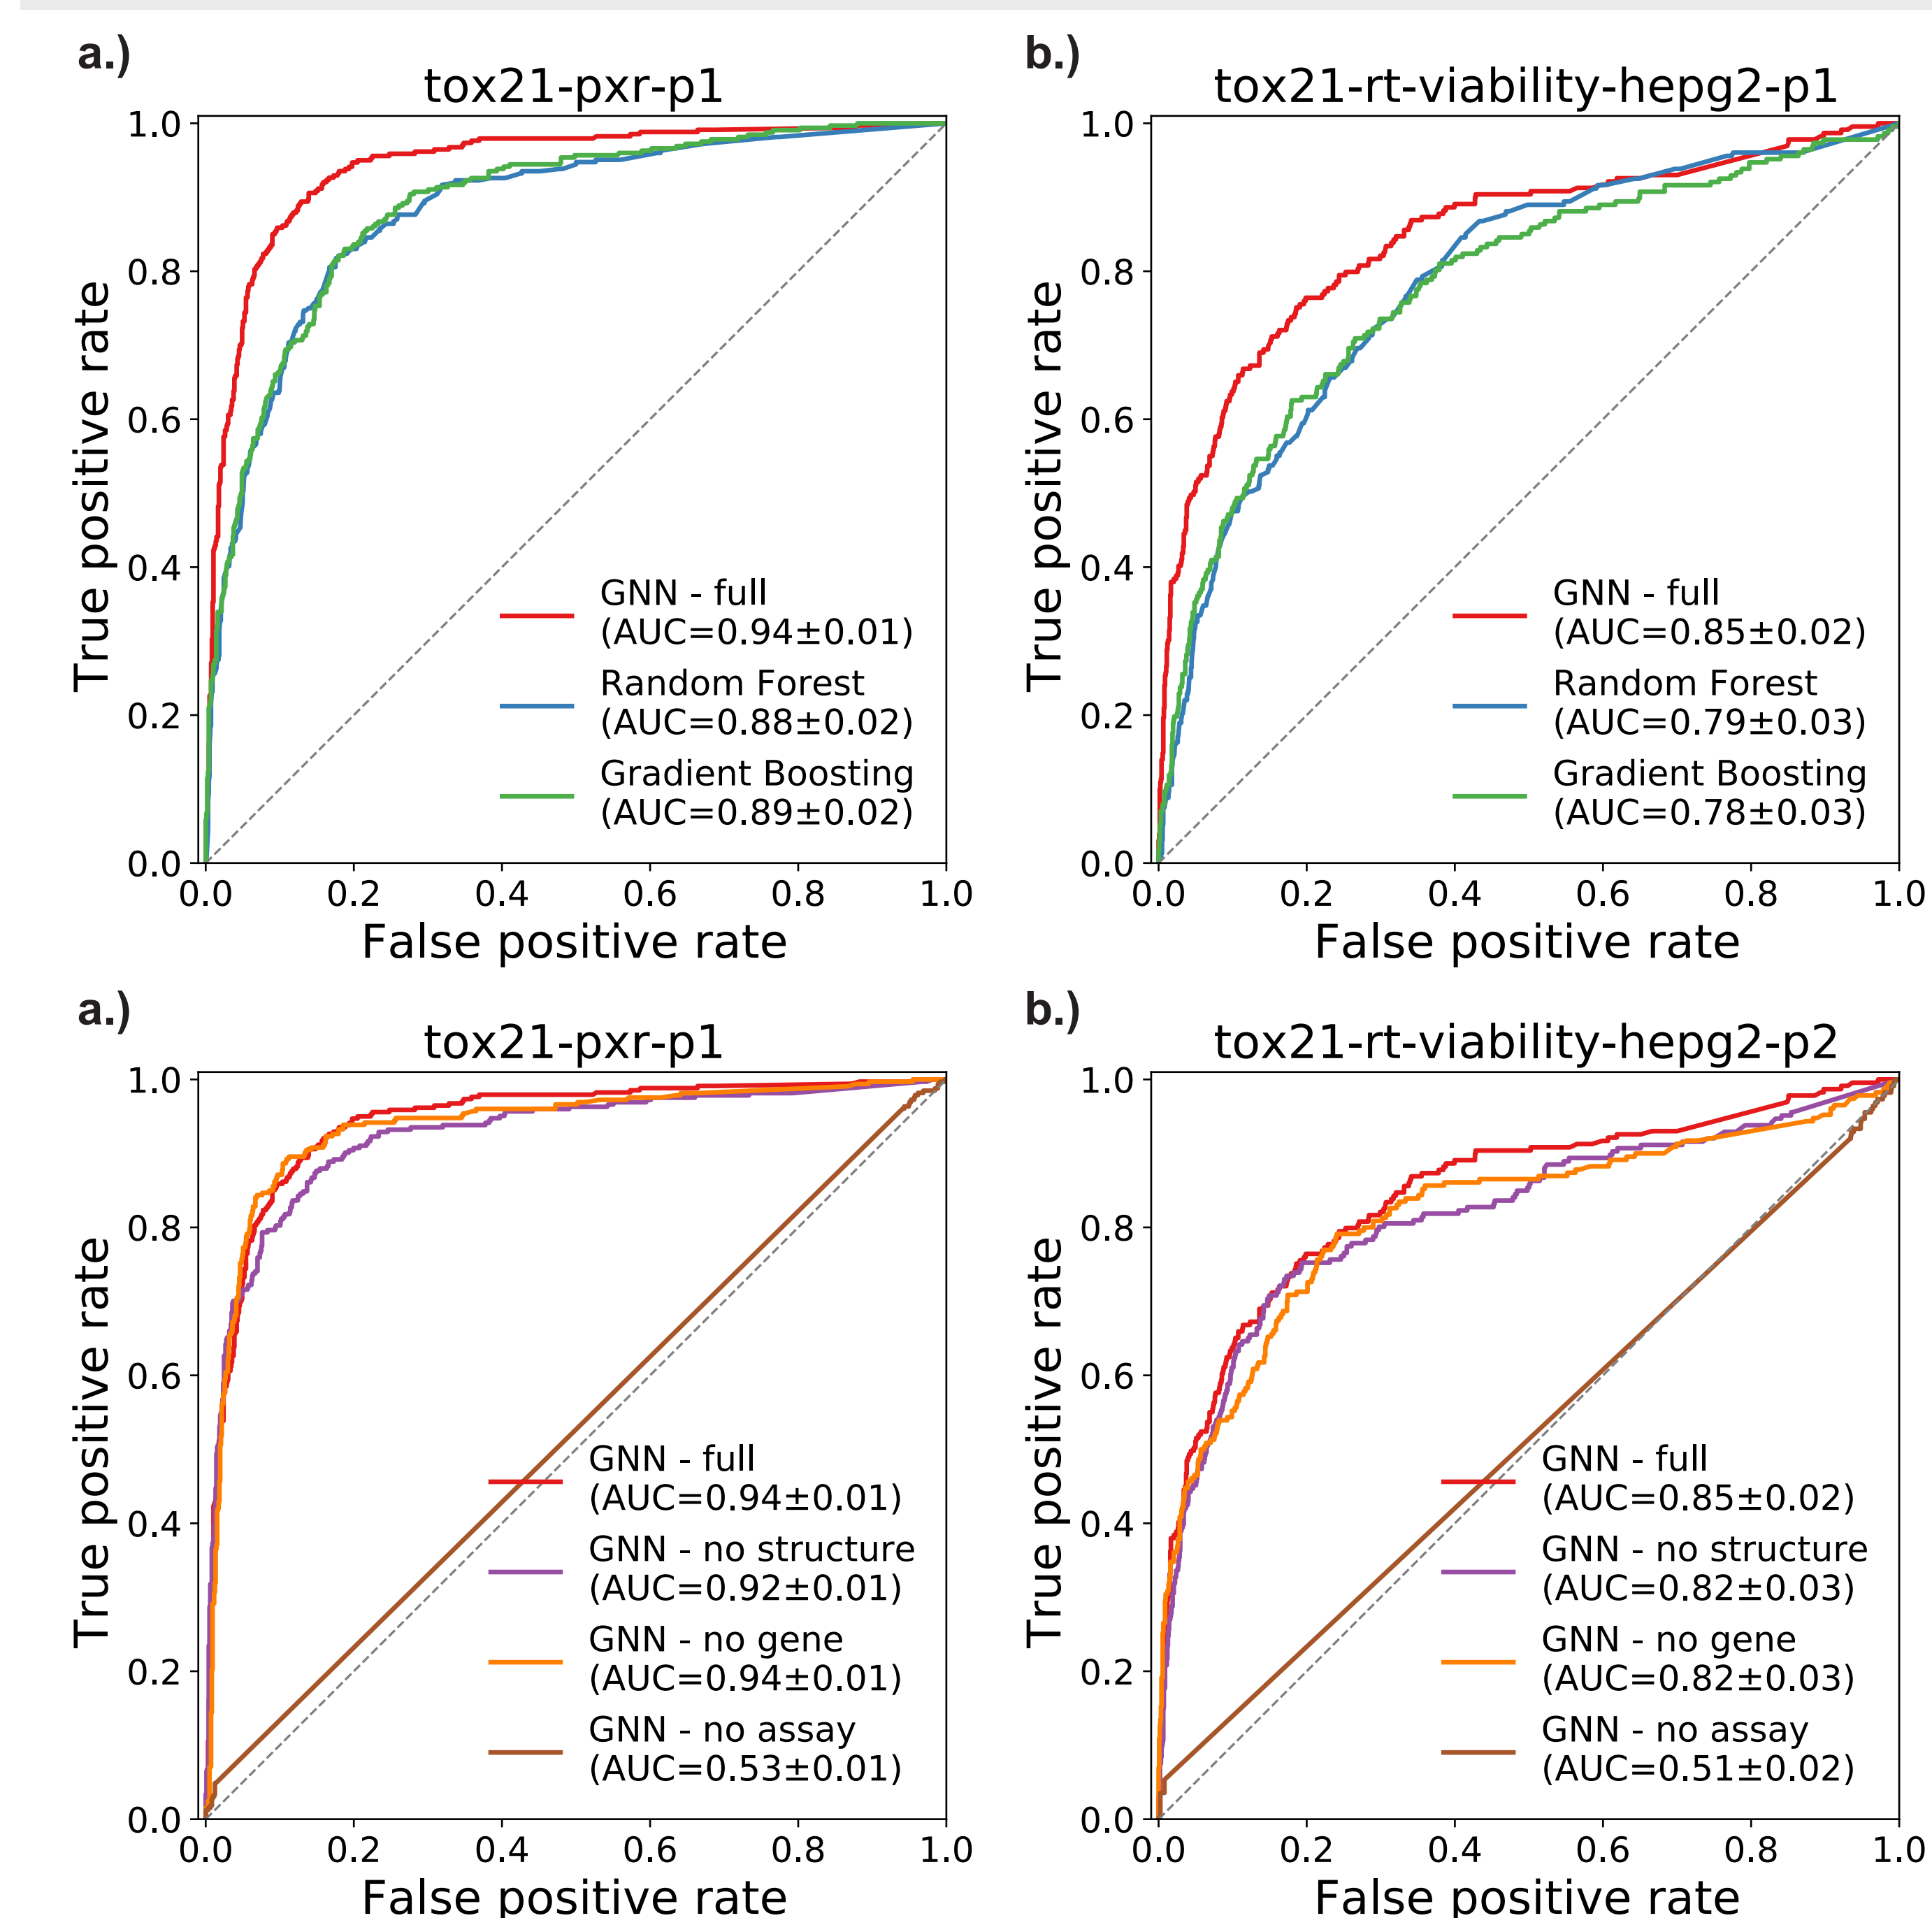 a.)
tox21-pxr-p1
True positive rate
1.0
0.8
0.6
0.4
0.2
0.0
GNN - full
(AUC=0.94±0.01)
Random Forest
(AUC=0.88±0.02)
Gradient Boosting
(AUC=0.89±0.02)
0.0 0.2 0.4 0.6 0.8 1.0
False positive rate
b.)
tox21-rt-viability-hepg2-p1
True positive rate
1.0
0.8
0.6
0.4
0.2
0.0
GNN - full
(AUC=0.85±0.02)
Random Forest
(AUC=0.79±0.03)
Gradient Boosting
(AUC=0.78±0.03)
0.0 0.2 0.4 0.6 0.8 1.0
False positive rate
a.)
tox21-pxr-p1
True positive rate
1.0
0.8
0.6
0.4
0.2
0.0
GNN - full
(AUC=0.94±0.01)
GNN - no structure
(AUC=0.92±0.01)
GNN - no gene
(AUC=0.94±0.01)
GNN - no assay
(AUC=0.53±0.01)
0.0 0.2 0.4 0.6 0.8 1.0
False positive rate
b.)
tox21-rt-viability-hepg2-p2
True positive rate
1.0
0.8
0.6
0.4
0.2
0.0
GNN - full
(AUC=0.85±0.02)
GNN - no structure
(AUC=0.82±0.03)
GNN - no gene
(AUC=0.82±0.03)
GNN - no assay
(AUC=0.51±0.02)
0.0 0.2 0.4 0.6 0.8 1.0
False positive rate